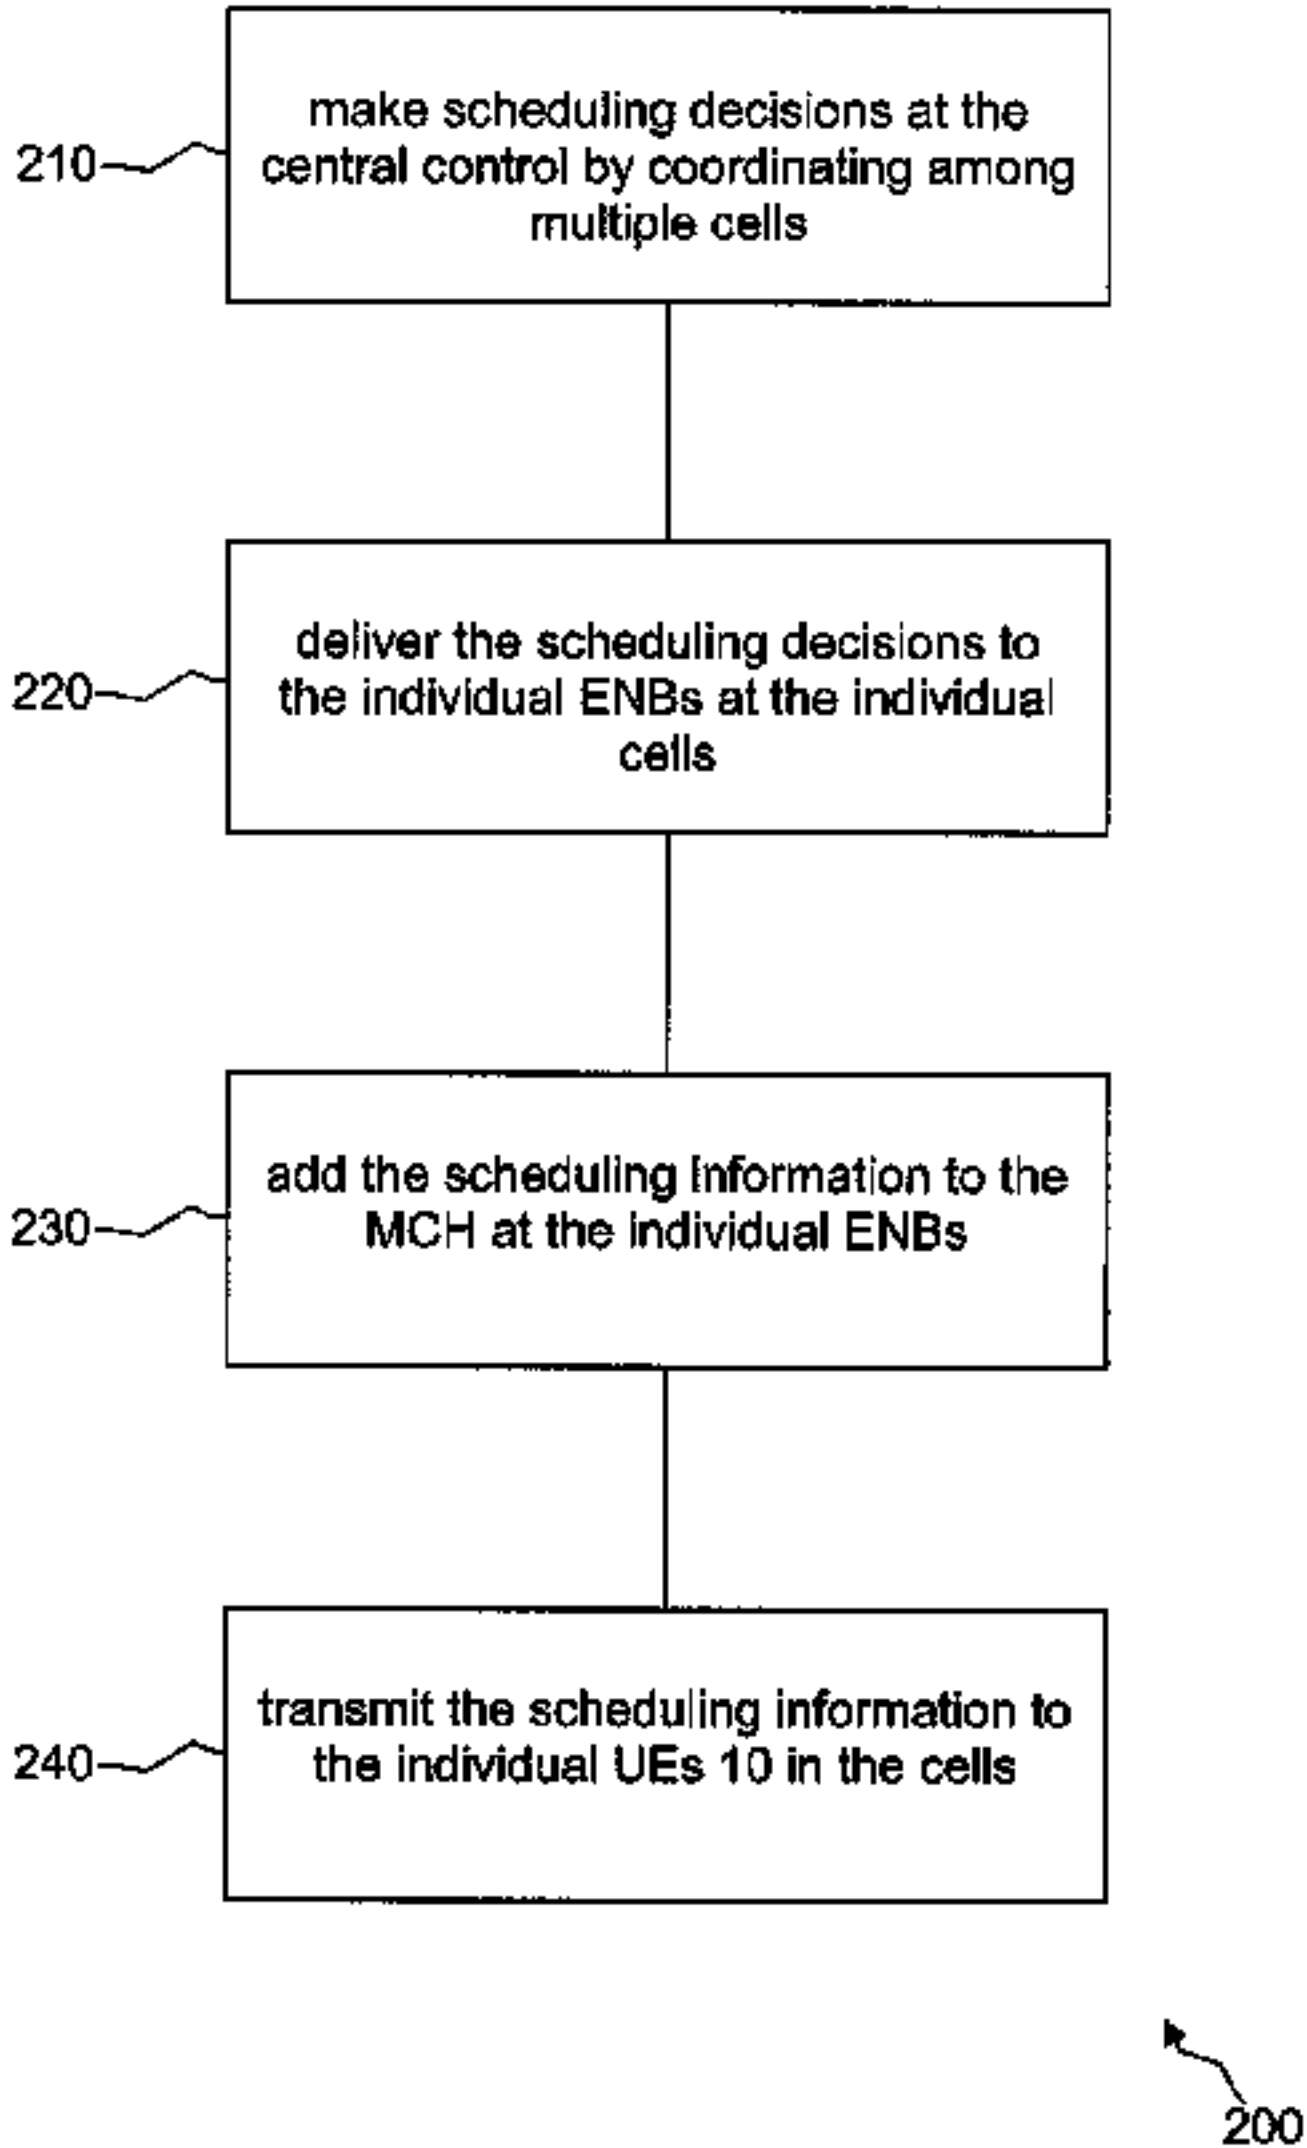 make scheduling decisions at the
210
central control by coordinating among
multiple cells
deliver the scheduling decisions to
220
the individual ENBs at the individual
cells
add the scheduling information to the
230
MCH at the individual ENBs
transmit the scheduling information to
240
the individual UEs 10 in the cells
200